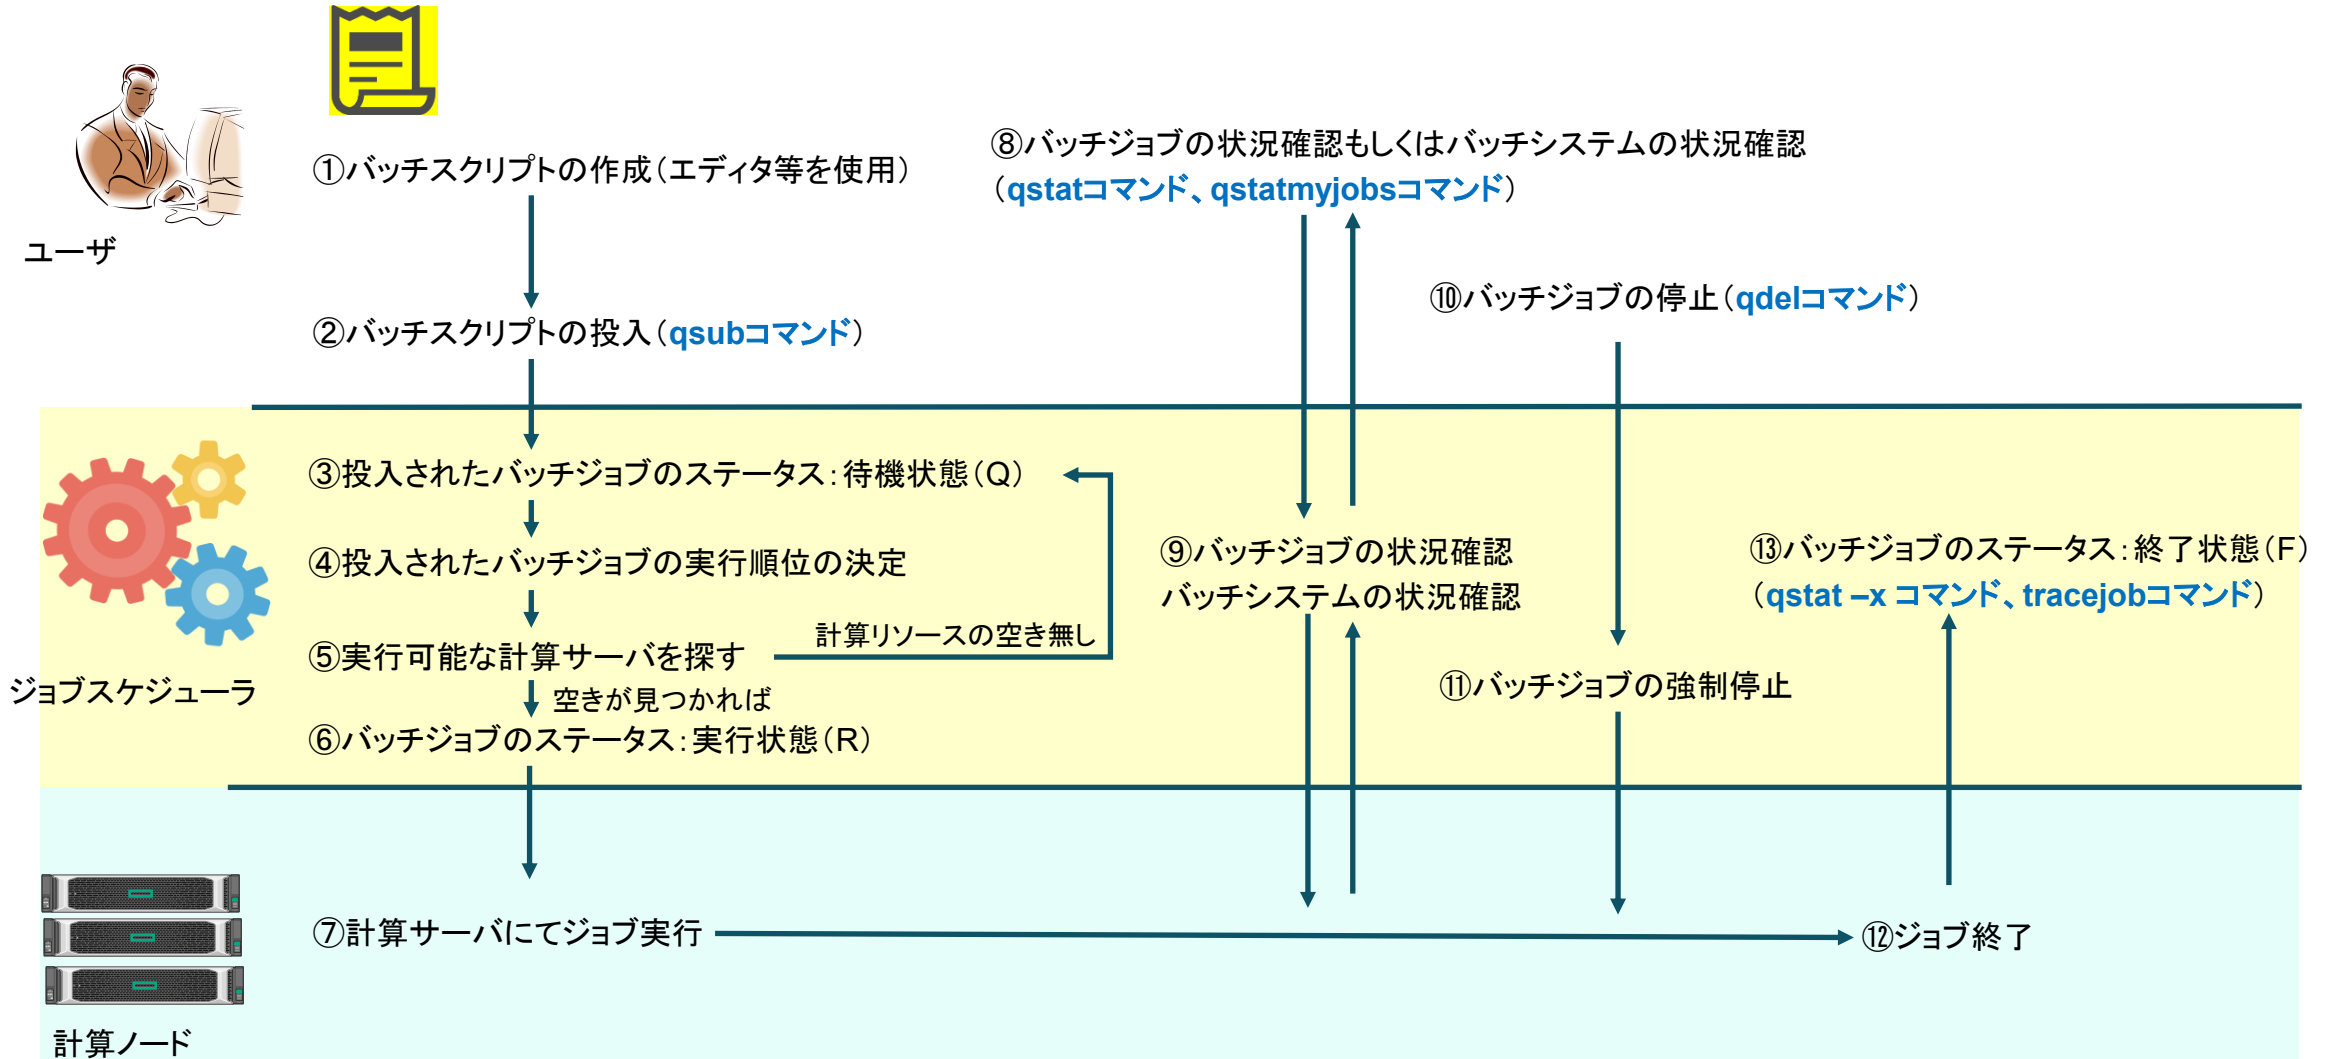 ①バッチスクリプトの作成（エディタ等を使用）
ユーザ
②バッチスクリプトの投入（qsubコマンド）
⑧バッチジョブの状況確認もしくはバッチシステムの状況確認
（qstatコマンド、qstatmyjobsコマンド）
⑩バッチジョブの停止（qdelコマンド）
③投入されたバッチジョブのステータス：待機状態（Q）
④投入されたバッチジョブの実行順位の決定
⑤実行可能な計算サーバを探す
計算リソースの空き無し
空きが見つかれば
ジョブスケジューラ
⑥バッチジョブのステータス：実行状態（R）
⑨バッチジョブの状況確認
バッチシステムの状況確認
⑪バッチジョブの強制停止
⑬バッチジョブのステータス：終了状態（F）
（qstat –x コマンド、tracejobコマンド）
⑦計算サーバにてジョブ実行
⑫ジョブ終了
計算ノード